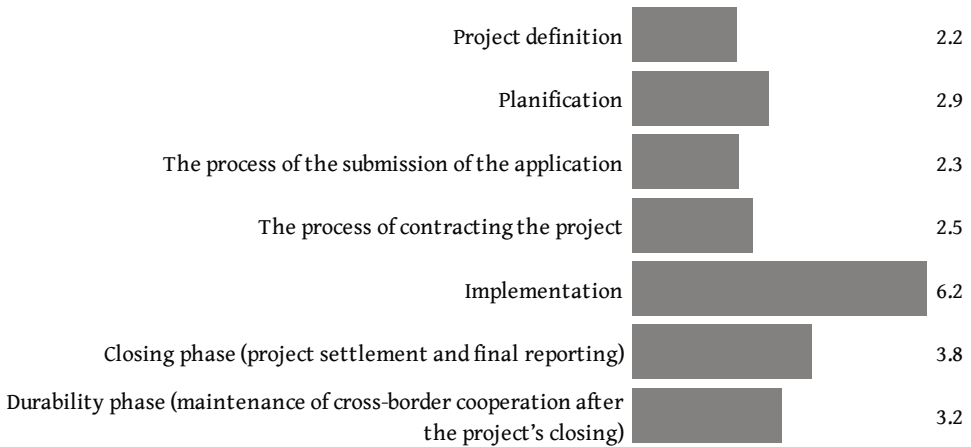 Project definition 2.2
Planification 2.9
The process of the submission of the application 2.3
The process of contracting the project 2.5
Implementation 6.2
Closing phase (project settlement and final reporting) 3.8
Durability phase (maintenance of cross-border cooperation after
the project's closing) 3.2